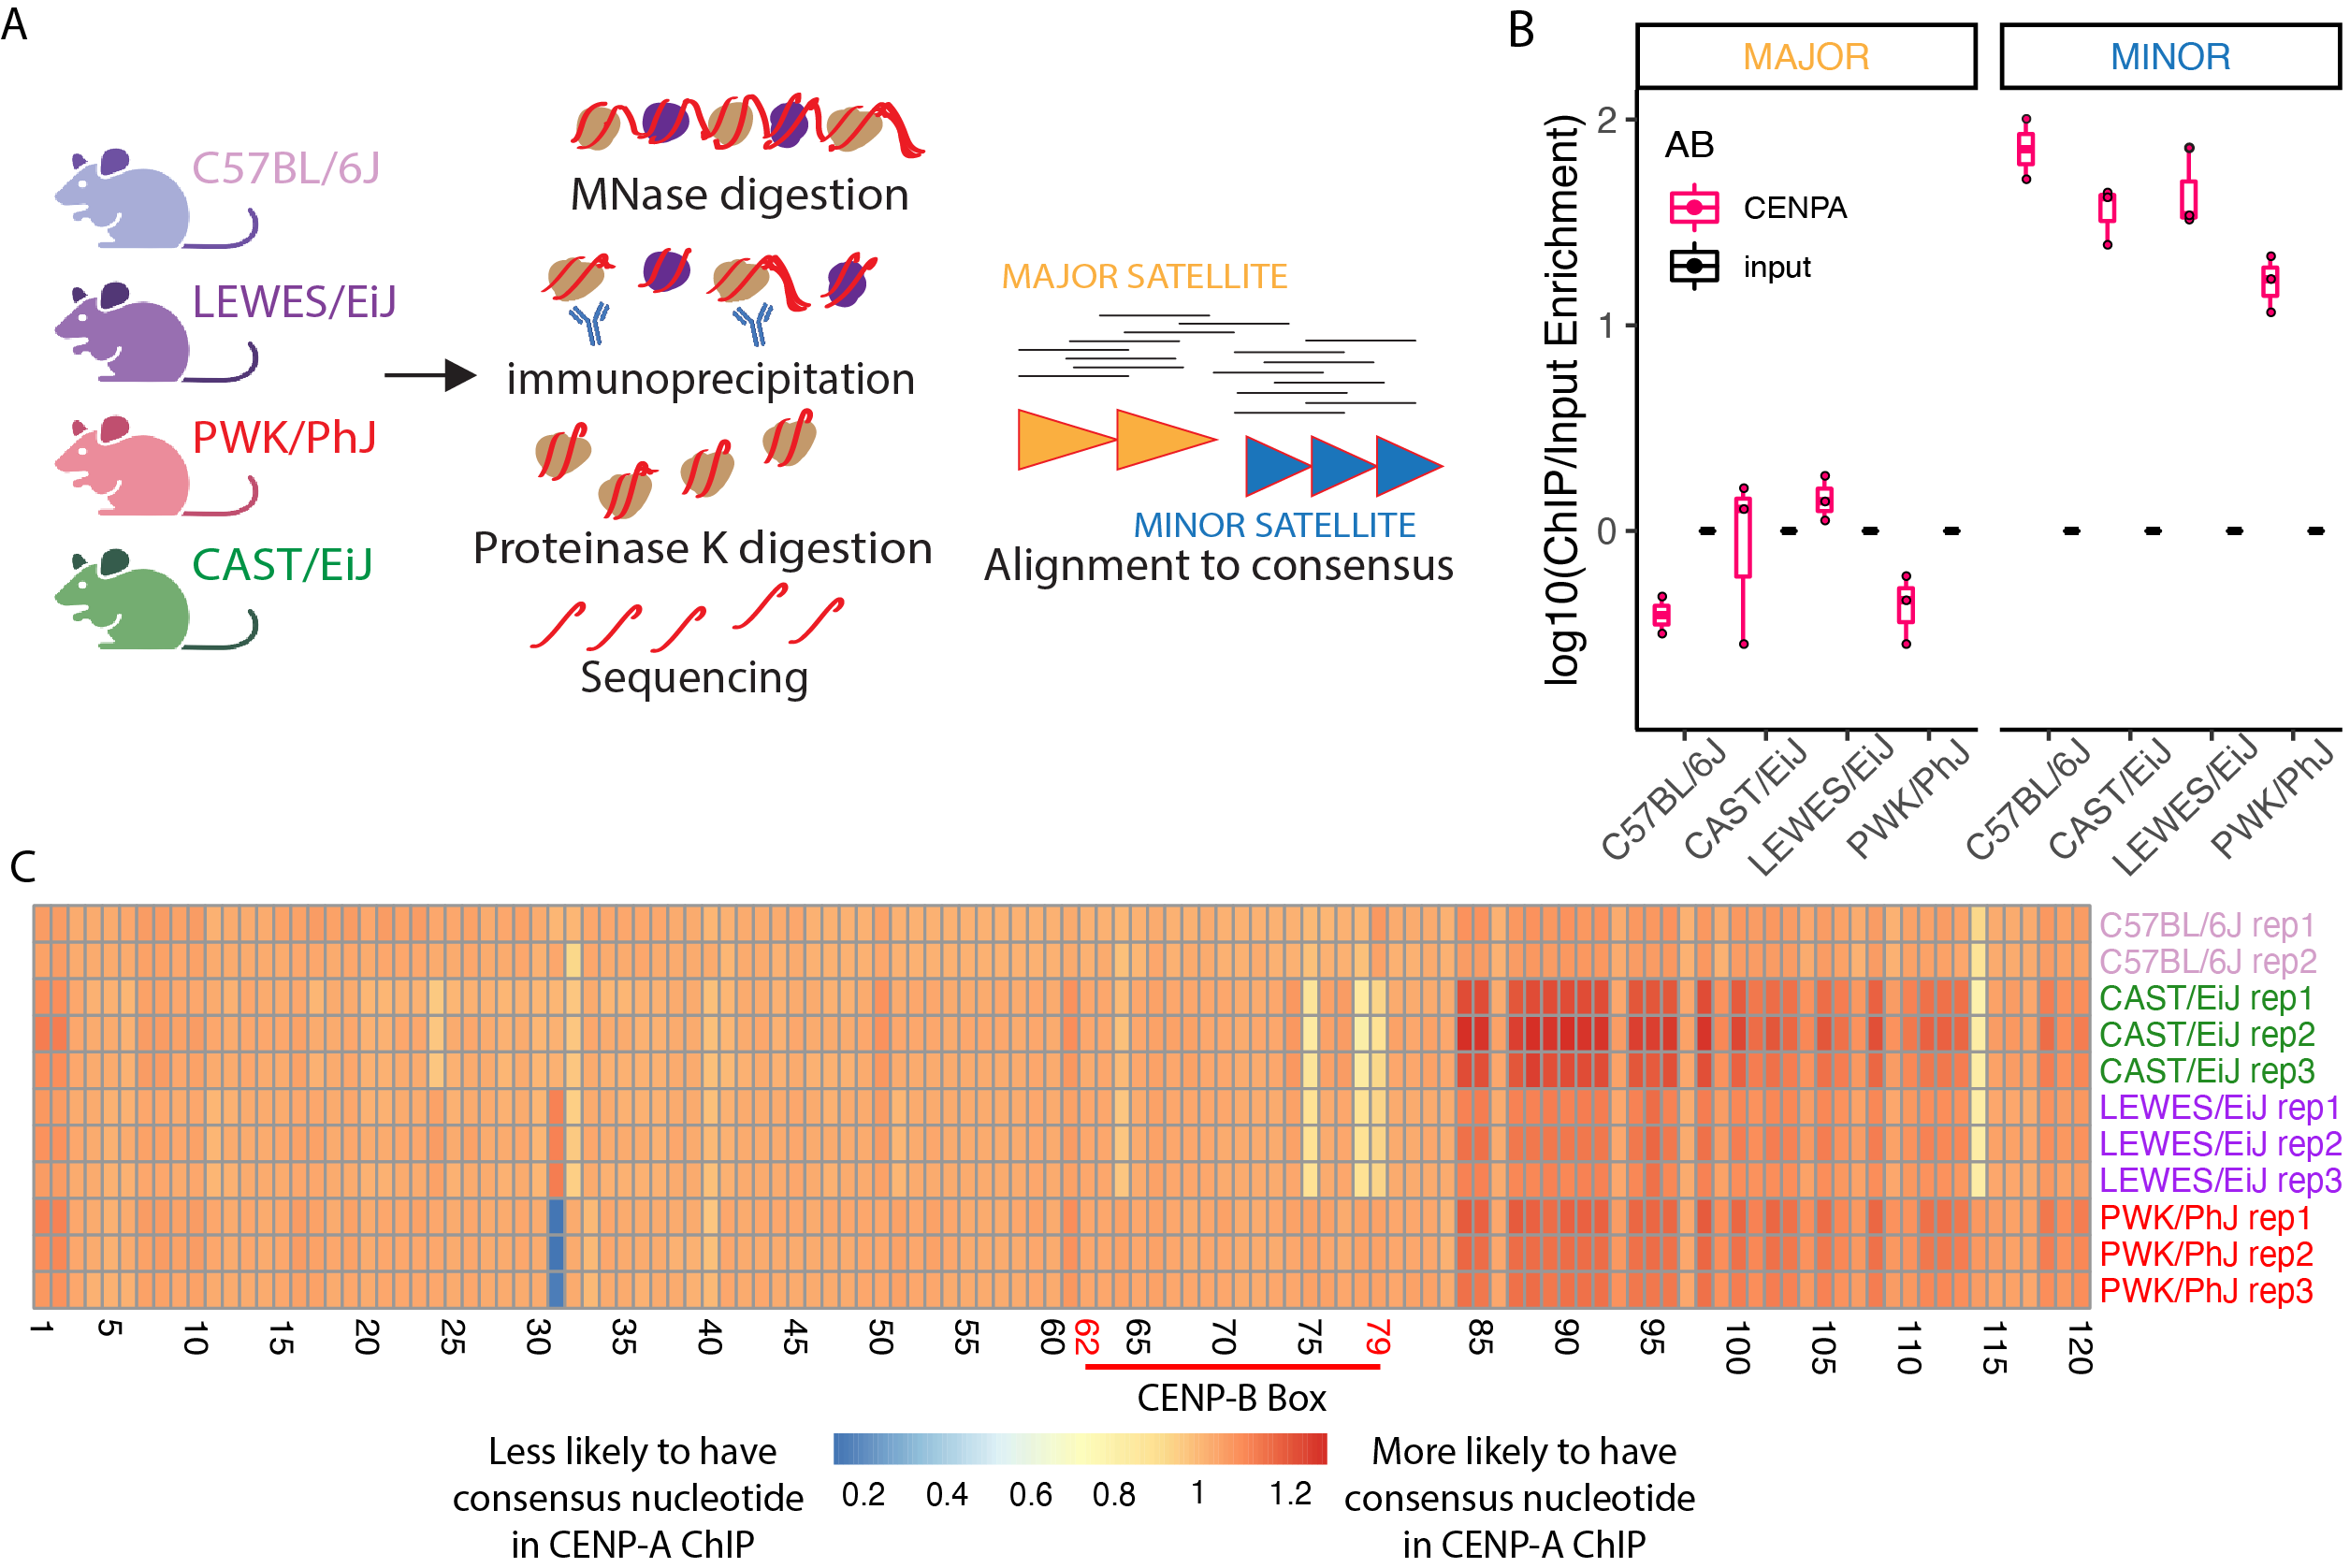 A
C57BL/6J
LEWES/EiJ
PWK/PhJ
CAST/EiJ
MNase digestion
immunoprecipitation
Proteinase K digestion
Sequencing
MAJOR SATELLITE
MINOR SATELLITE
Alignment to consensus
B
MAJOR
MINOR
log10(ChIP/Input Enrichment)
2
1
0
AB
CENPA
input
C57BL/6J
CAST/EiJ
LEWES/EiJ
PWK/PhJ
C57BL/6J
CAST/EiJ
LEWES/EiJ
PWK/PhJ
C
C57BL/6J rep1
C57BL/6J rep2
CAST/EiJ rep1
CAST/EiJ rep2
CAST/EiJ rep3
LEWES/EiJ rep1
LEWES/EiJ rep2
LEWES/EiJ rep3
PWK/PhJ rep1
PWK/PhJ rep2
PWK/PhJ rep3
1 5 10 15 20 25 30 35 40 45 50 55 60 62 65 70 75 79 85 90 95 100 105 110 115 120
CENP-B Box
Less likely to have
consensus nucleotide
in CENP-A ChIP
0.2 0.4 0.6 0.8 1 1.2
More likely to have
consensus nucleotide
in CENP-A ChIP